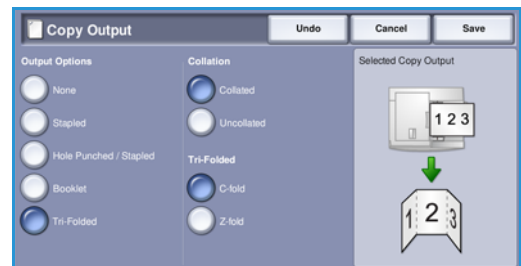 Copy Output
Undo
Cancel
Save
Output Options
None
Stapled
Hole Punched / Stapled
Booklet
Tri-Folded
Collation
Collated
Uncollated
Tri-Folded
C-fold
Z-fold
Selected Copy Output
1 2 3
1 2 3